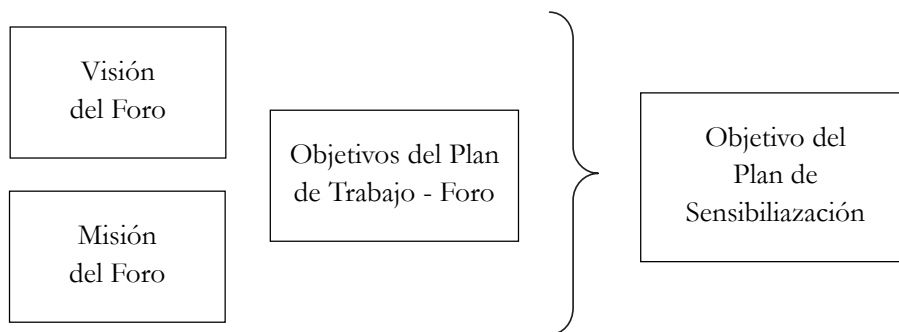 Visión
del Foro
Misión
del Foro
Objetivos del Plan
de Trabajo - Foro
Objetivo del
Plan de
Sensibiliazación